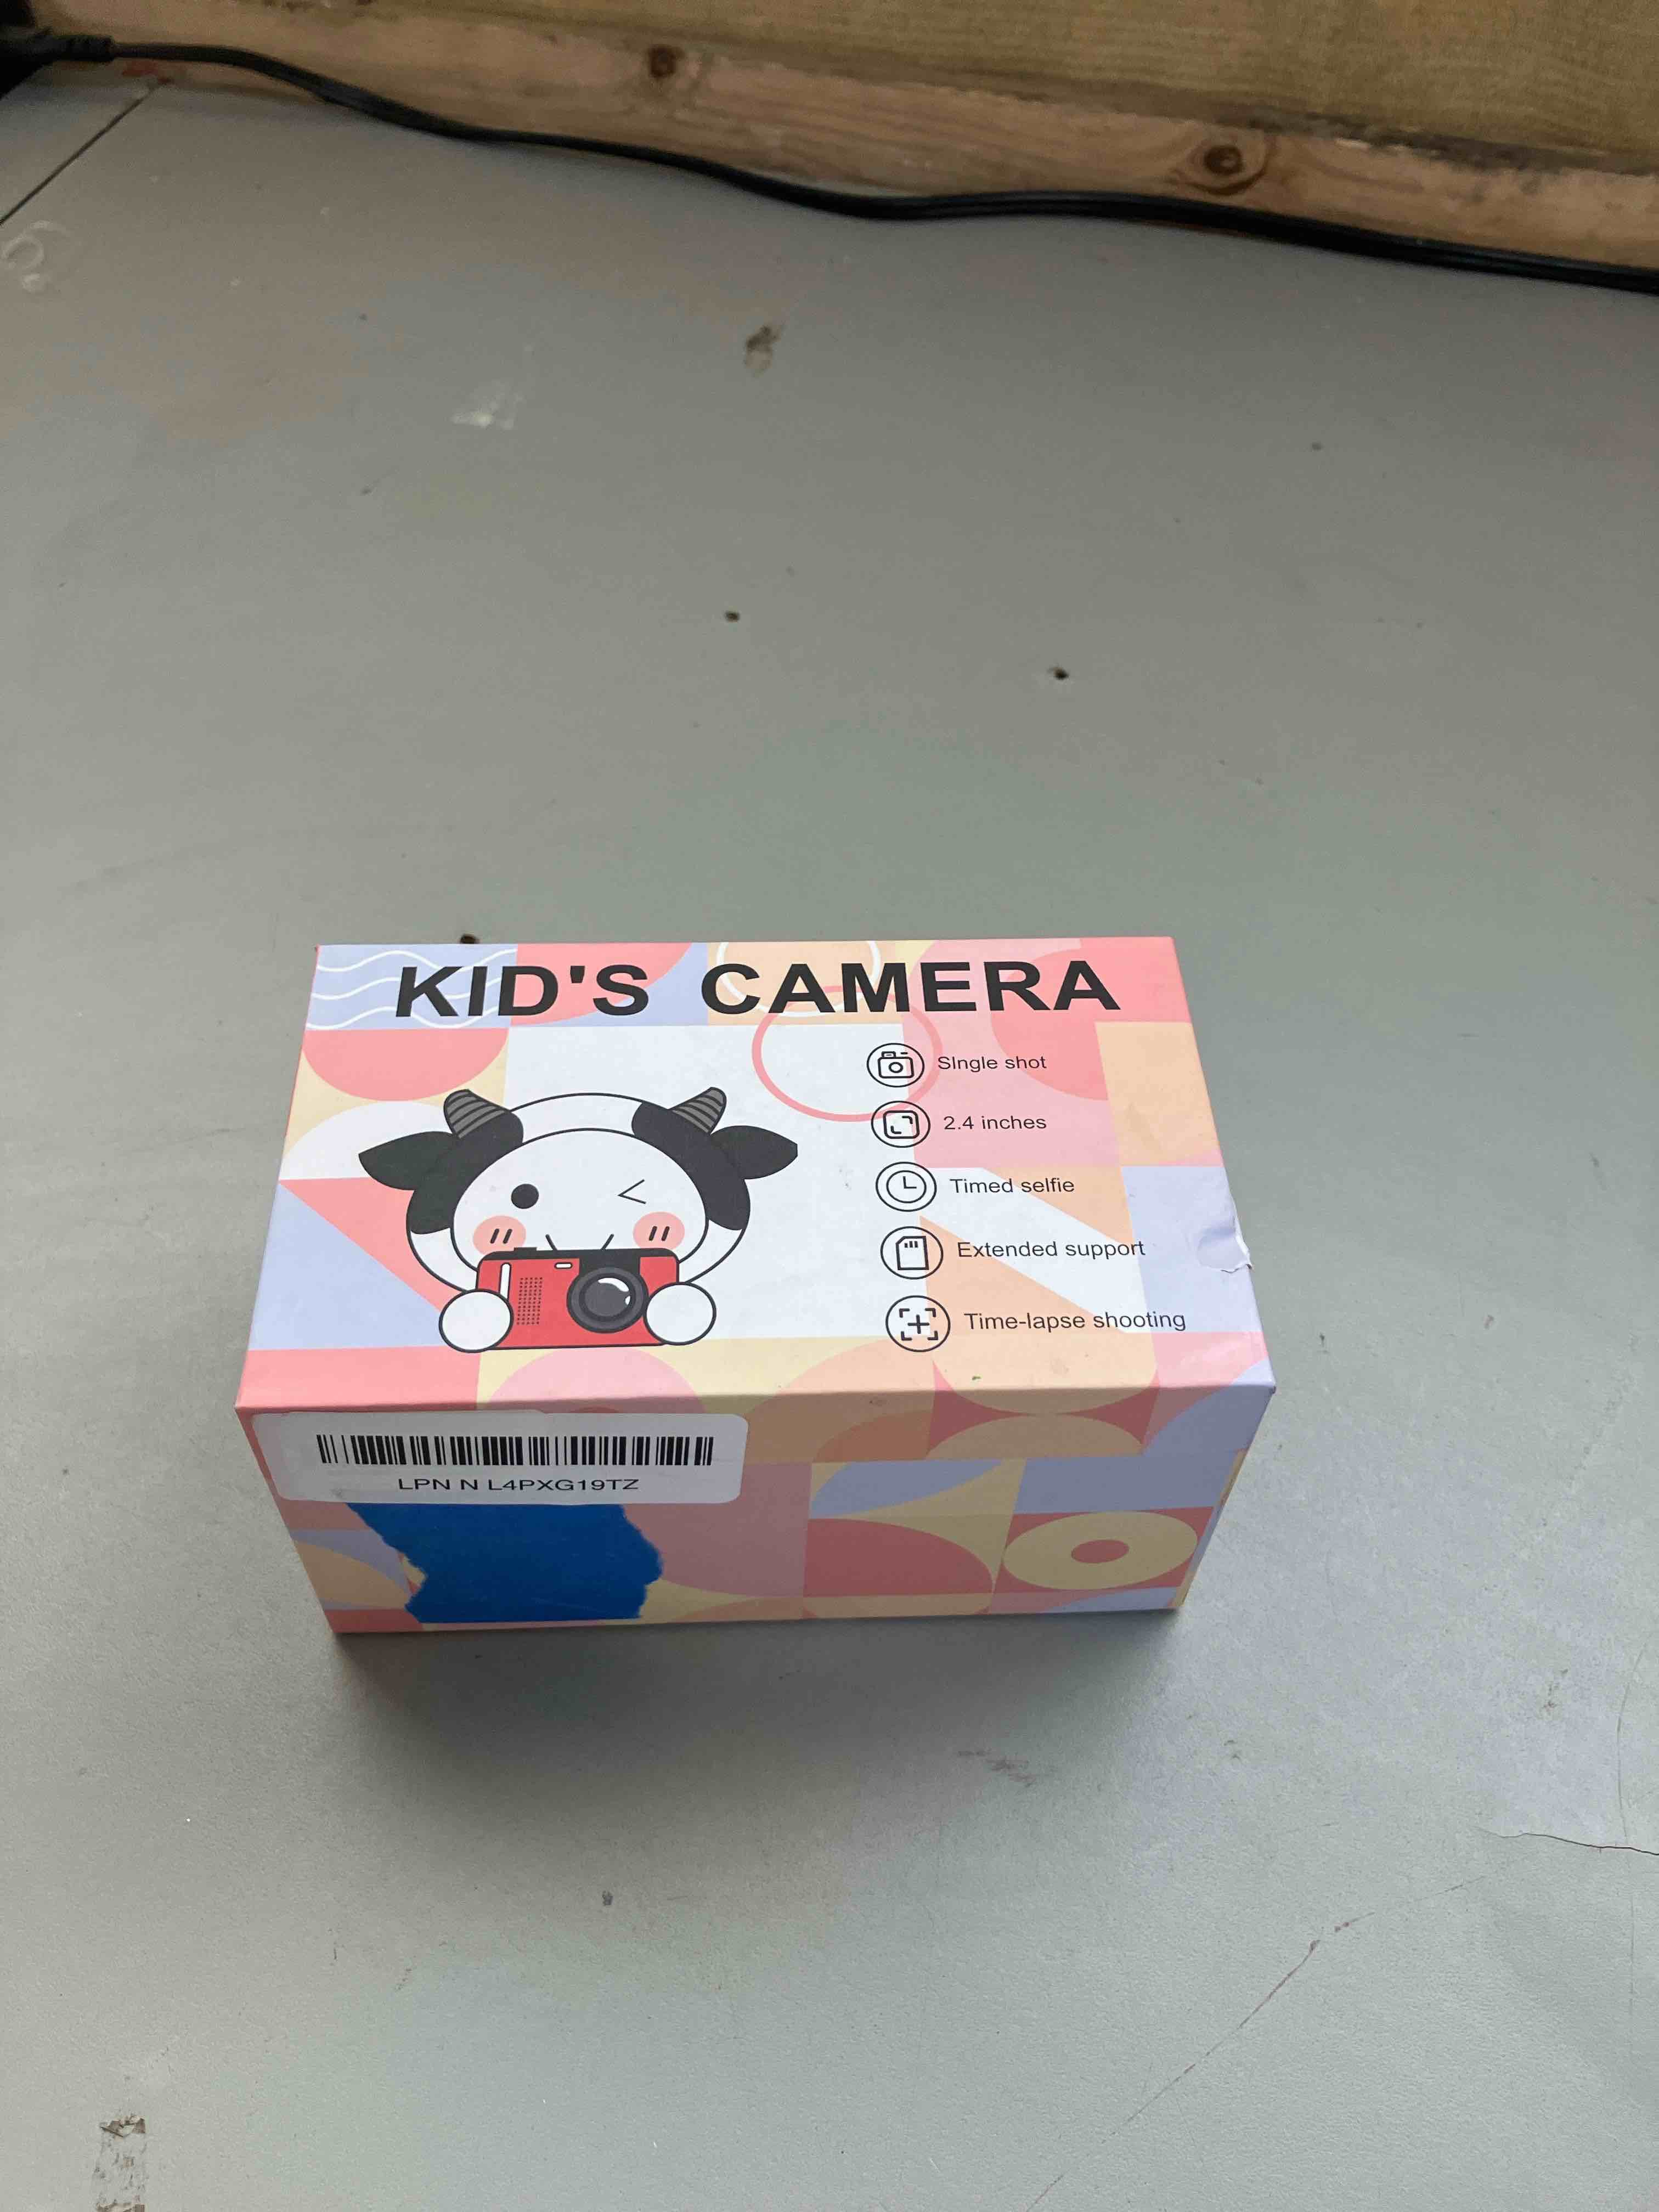 KID'S CAMERA
SIngle shot
2.4 inches
Timed selfie
Extended support
Time-lapse shooting
LPN N L4PXG19TZ